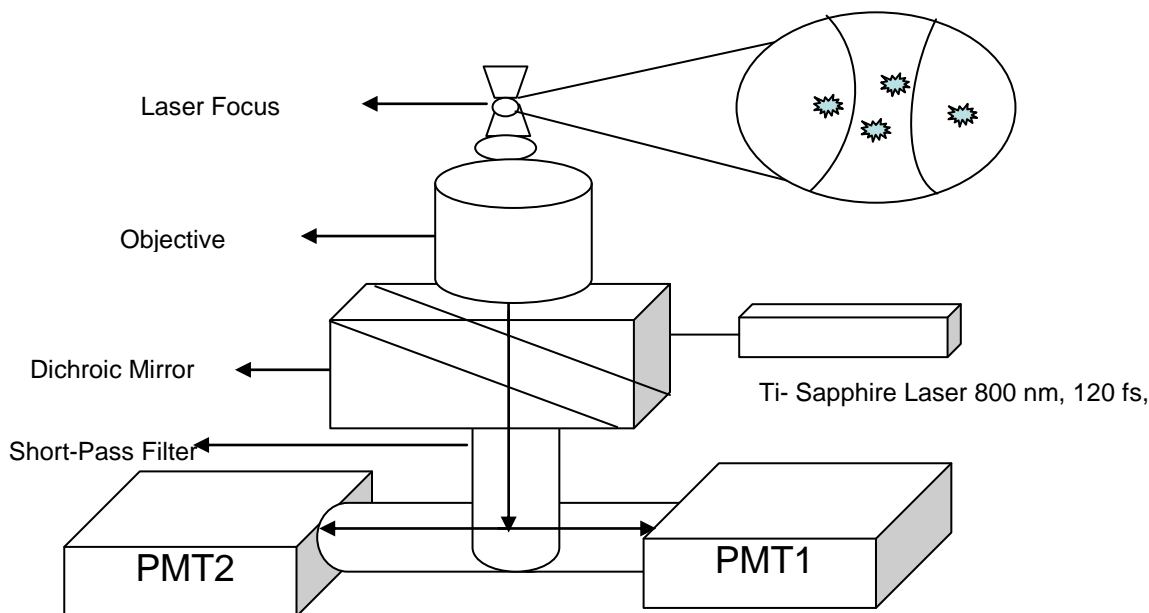 Laser Focus
Objective
Dichroic Mirror
Ti- Sapphire Laser 800 nm, 120 fs,
Short-Pass Filter
PMT2
PMT1